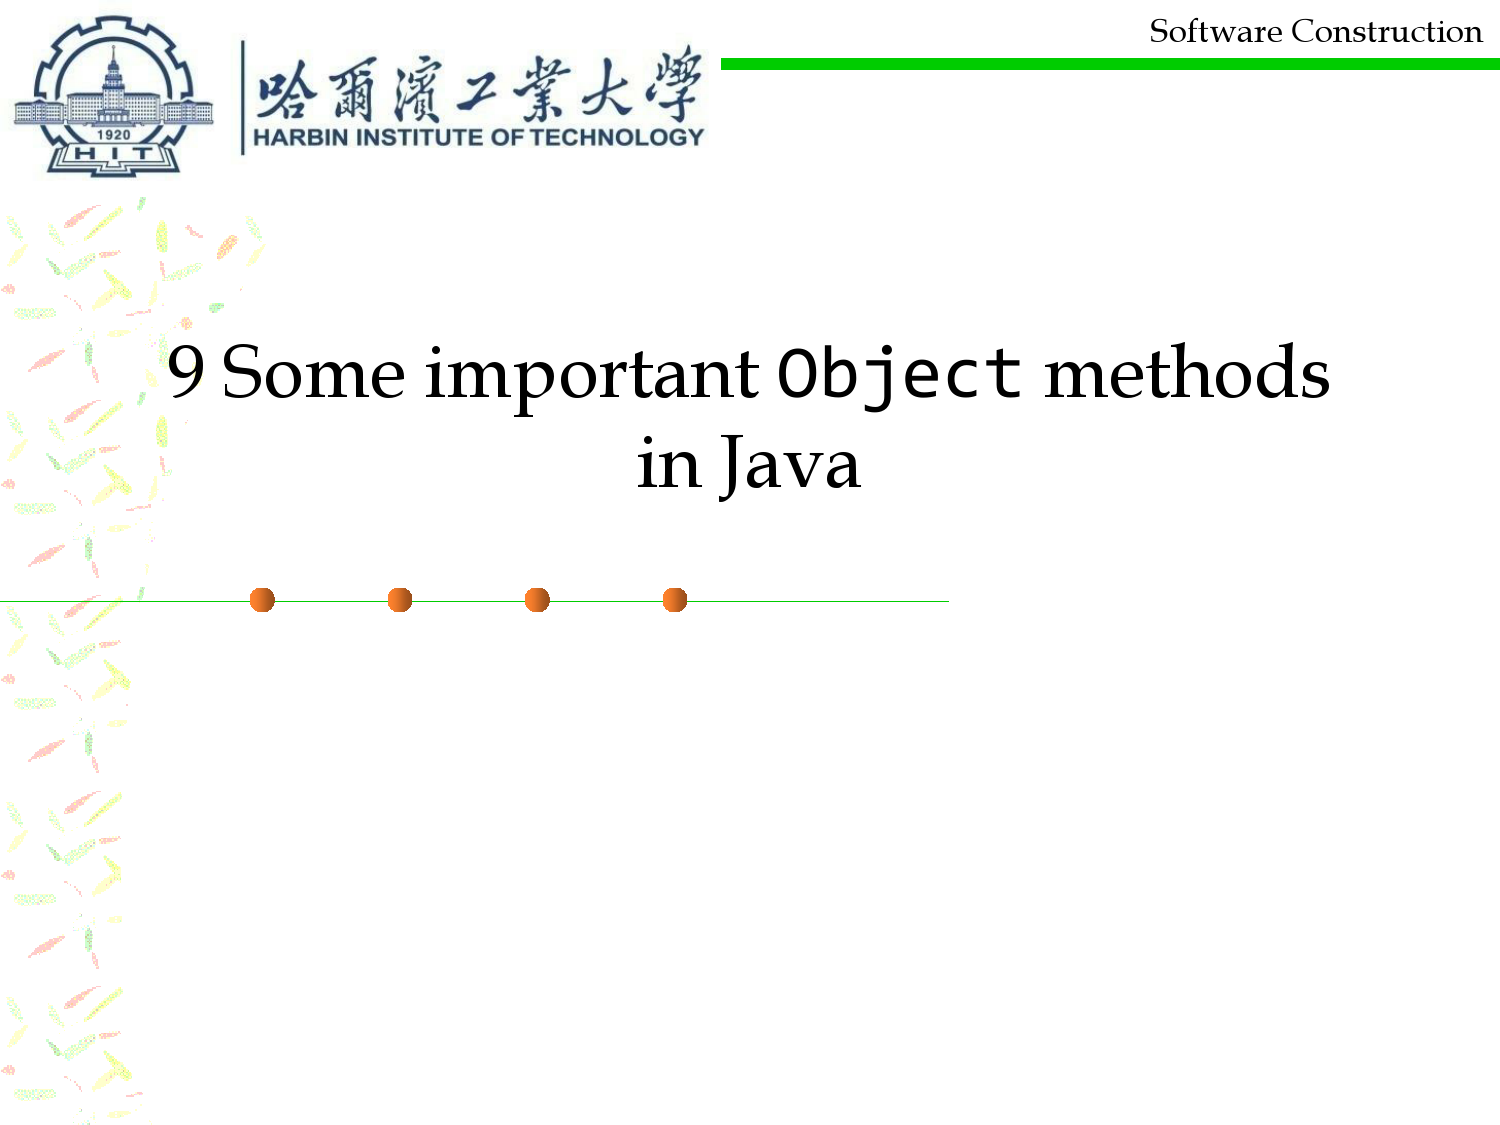 Software Construction
哈爾濱工業大學
HARBIN INSTITUTE OF TECHNOLOGY
1920
HIT
9 Some important Object methods
in Java